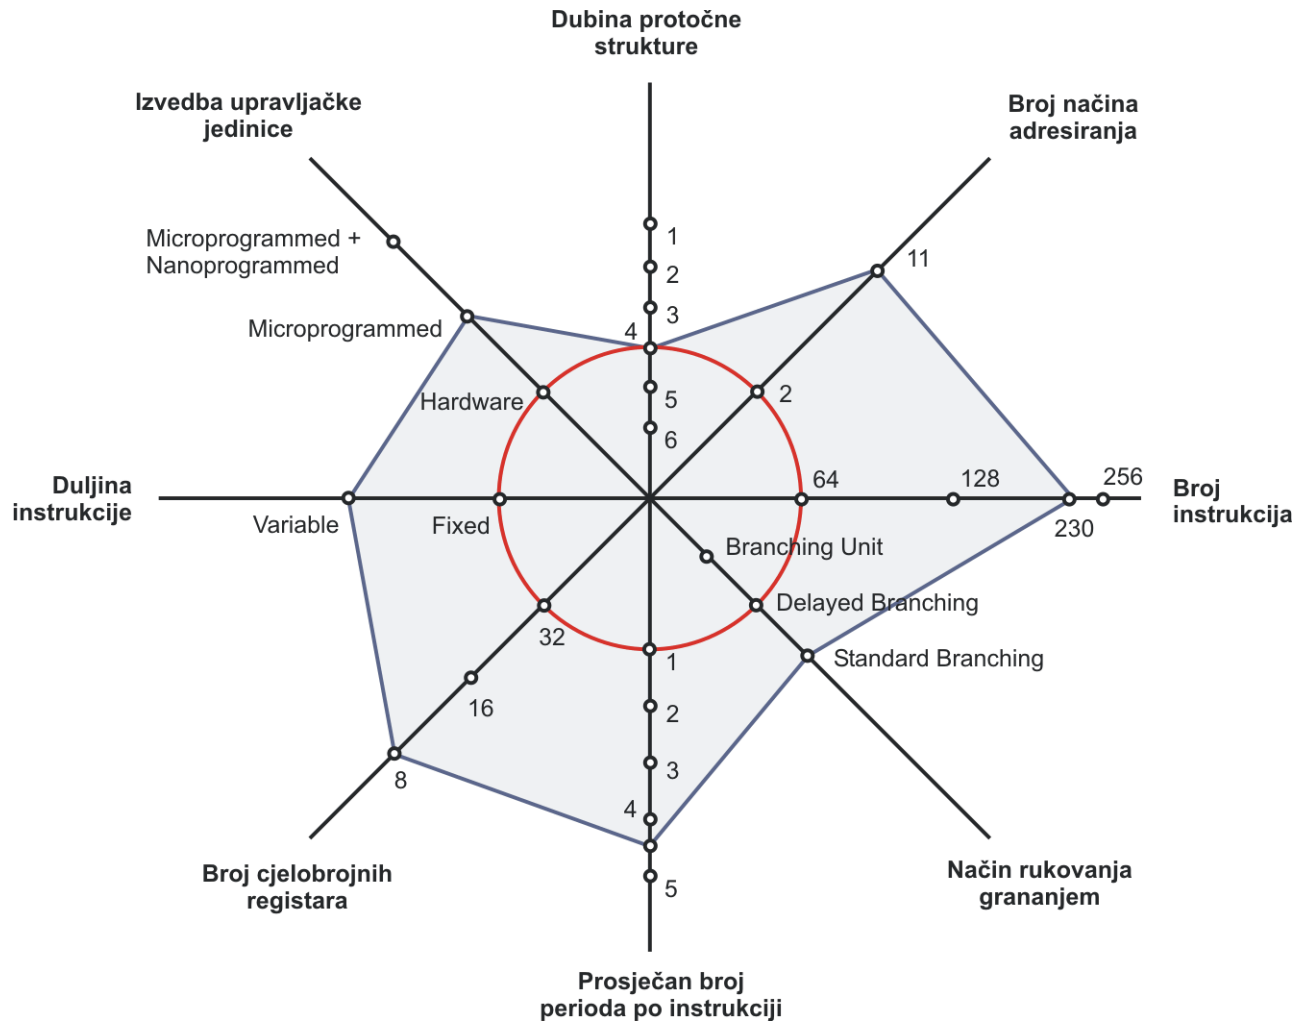 Dubina protočne
strukture
Izvedba upravljačke
jedinice
Broj načina
adresiranja
Microprogrammed +
Nanoprogrammed
1
2
3
4
11
Microprogrammed
Hardware
5
6
2
Duljina
instrukcije
Variable
Fixed
64
128
256
230
Broj
instrukcija
Branching Unit
Delayed Branching
Standard Branching
32
16
8
1
2
3
4
5
Broj cjelobrojnih
registara
Način rukovanja
grananjem
Prosječan broj
perioda po instrukciji